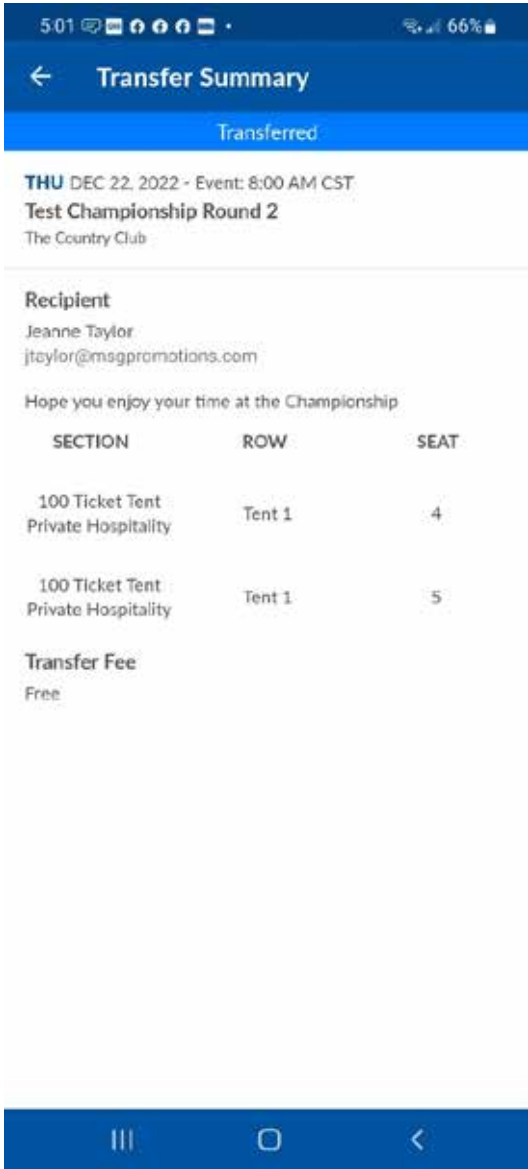 5:01 66%
Transfer Summary
Transferred
THU DEC 22, 2022 - Event: 8:00 AM CST
Test Championship Round 2
The Country Club
Recipient
Jeanne Taylor
jtaylor@msgpromotions.com
Hope you enjoy your time at the Championship
SECTION ROW SEAT
100 Ticket Tent
Private Hospitality Tent 1 4
100 Ticket Tent
Private Hospitality Tent 1 5
Transfer Fee
Free